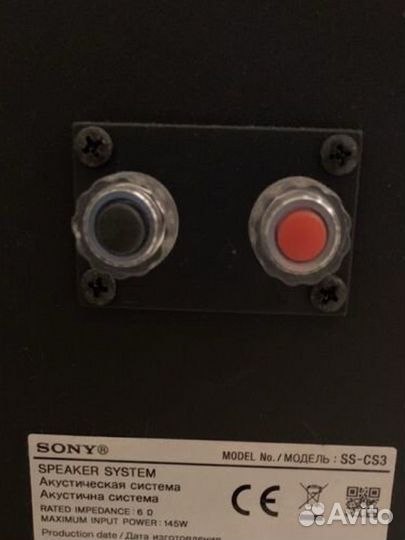 SONY®
MODEL No./МОДЕЛЬ : SS-CS3
SPEAKER SYSTEM
Акустическая система
Акустична система
RATED IMPEDANCE: 6 Ω
MAXIMUM INPUT POWER: 145W
Production date/Дата изготовления
CE
Avito